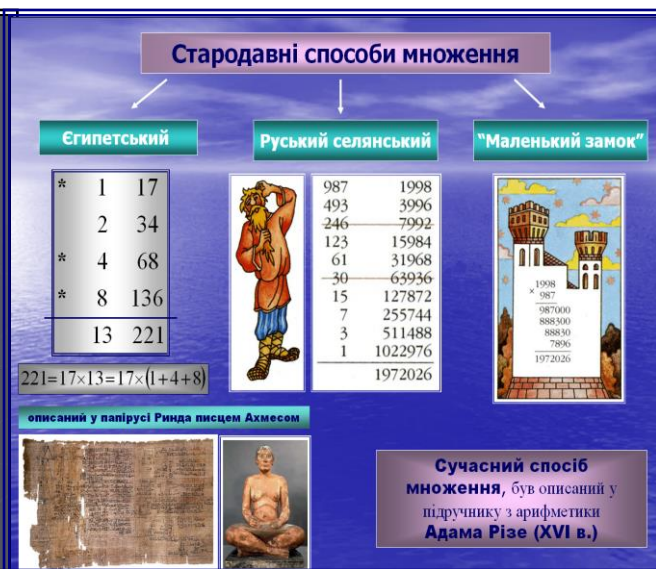 Стародавні способи множення
Єгипетський
* 1 17
2 34
* 4 68
* 8 136
13 221
221=17×13=17×(1+4+8)
описаний у папірусі Ринда писцем Ахмесом
Руський селянський
987 1998
493 3996
246 7992
123 15984
61 31968
30 63936
15 127872
7 255744
3 511488
1 1022976
1972026
"Маленький замок"
1998
×
987
987000
888300
88830
7896
1972026
Сучасний спосіб
множення, був описаний у
підручнику з арифметики
Адама Різе (XVI в.)